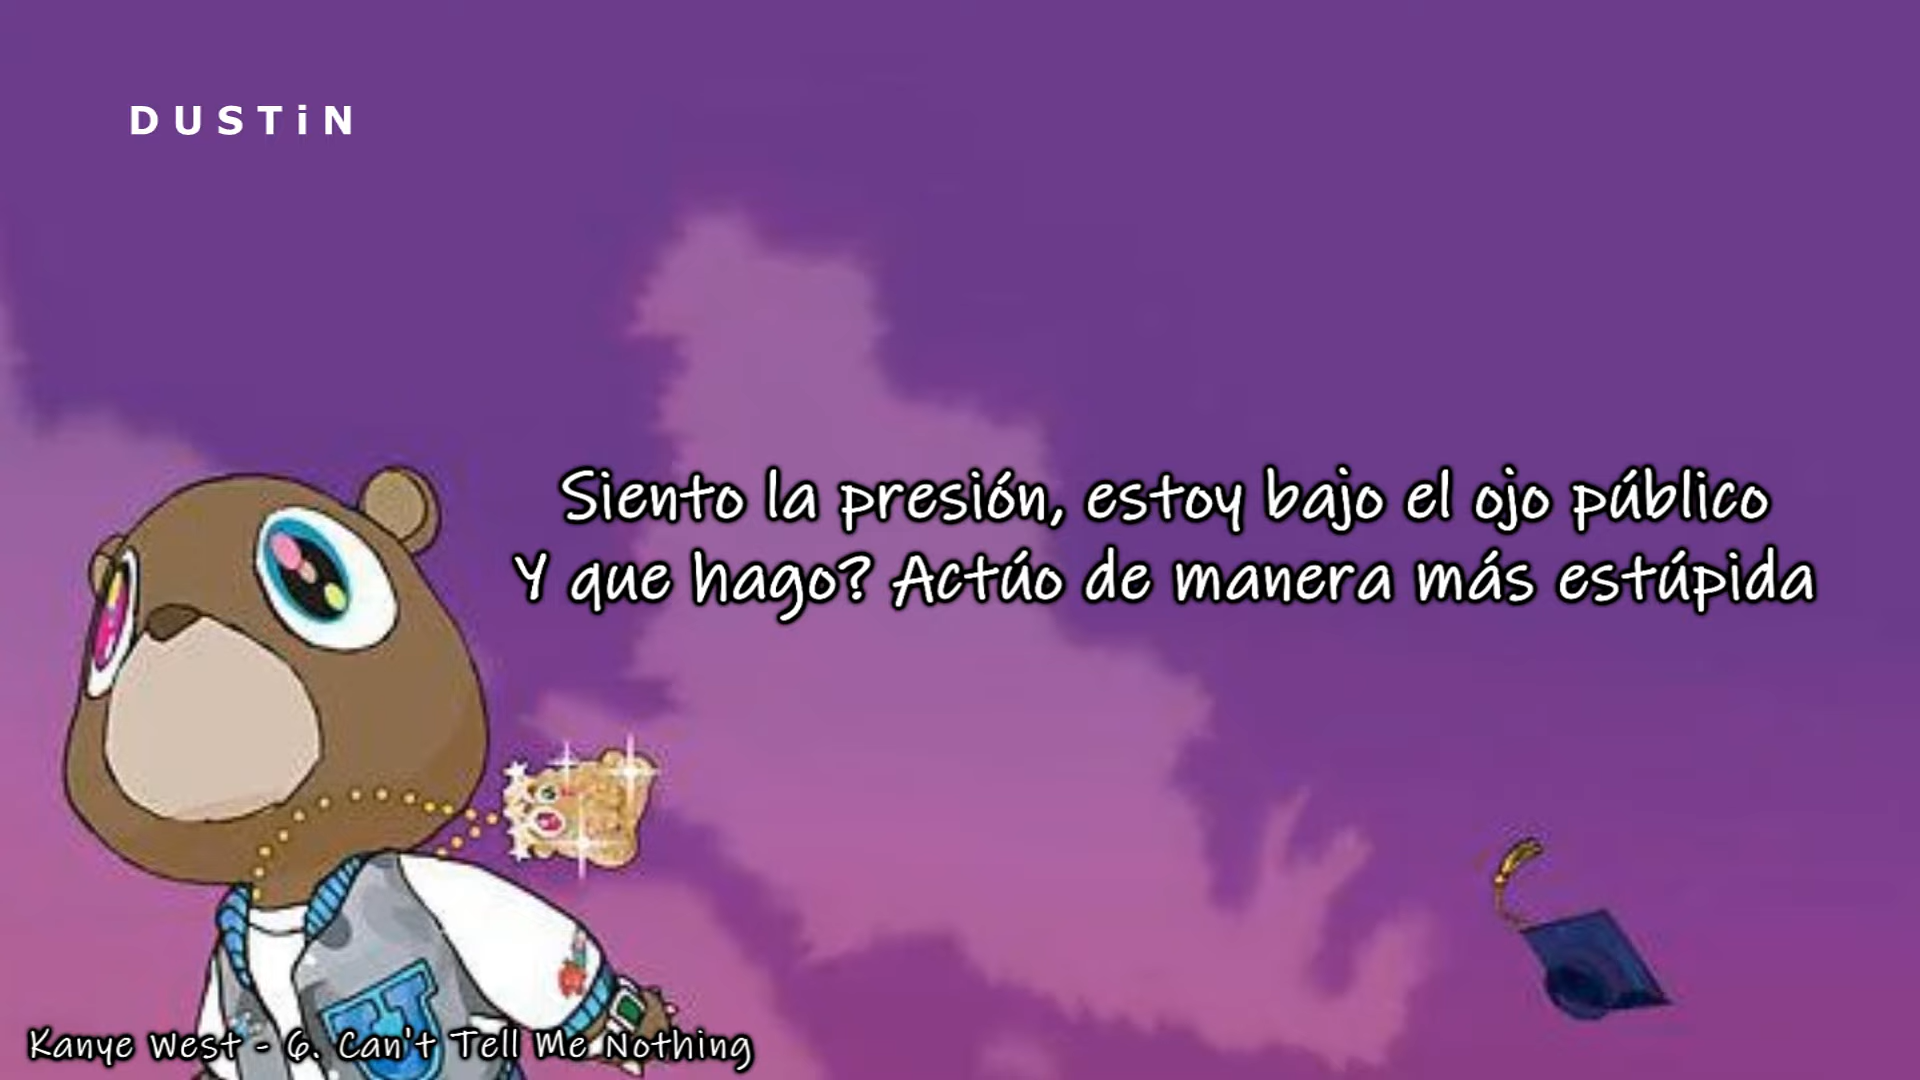 DUSTiN
Siento la presión, estoy bajo el ojo público
Y que hago? Actúo de manera más estúpida
Kanye West - 6. Can't Tell Me Nothing